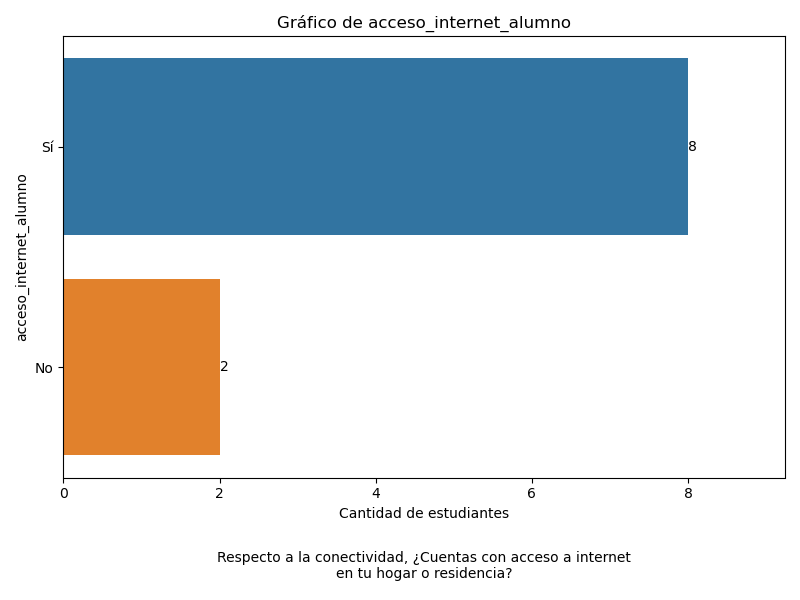 Gráfico de acceso_internet_alumno
acceso_internet_alumno
Sí
8
No
2
0 2 4 6 8
Cantidad de estudiantes
Respecto a la conectividad, ¿Cuentas con acceso a internet
en tu hogar o residencia?